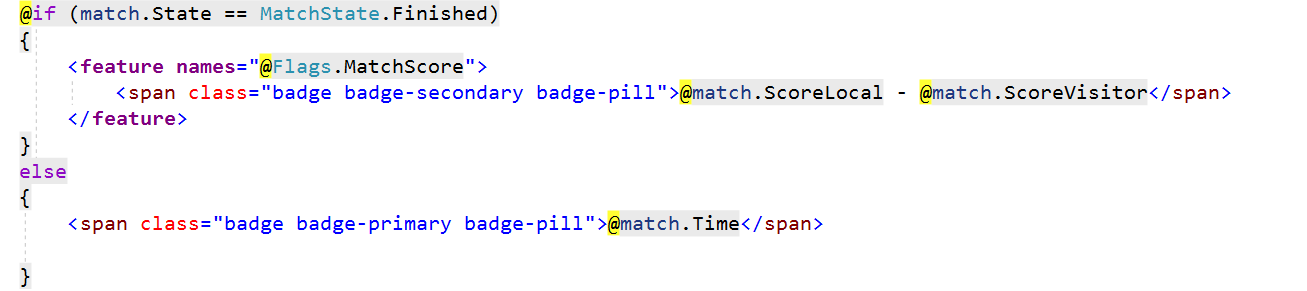 @if (match.State == MatchState.Finished)
{
<feature names="@Flags.MatchScore">
<span class="badge badge-secondary badge-pill">@match.ScoreLocal - @match.ScoreVisitor</span>
</feature>
}
else
{
<span class="badge badge-primary badge-pill">@match.Time</span>
}